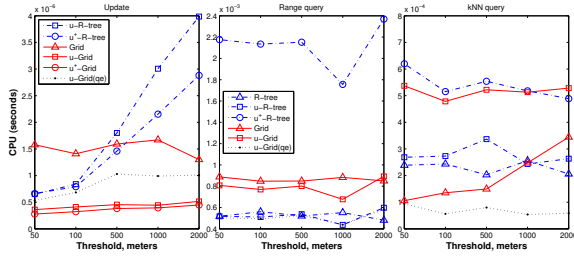 Update
Range query
kNN query
4 x 10^-5
2.4 x 10^-3
6 x 10^-4
CPU (seconds)
u-R-tree
u+-R-tree
Grid
u-Grid
u+-Grid
u-Grid(qe)
R-tree
u-R-tree
u+-R-tree
Grid
u-Grid
u-Grid(qe)
3.5
3
2.5
2
1.5
1
0.5
0
2.2
2
1.8
1.6
1.4
1.2
1
0.8
0.6
0.4
7
6
5
4
3
2
1
0
50 100 500 1000 2000
50 100 500 1000 2000
50 100 500 1000 2000
Threshold, meters
Threshold, meters
Threshold, meters